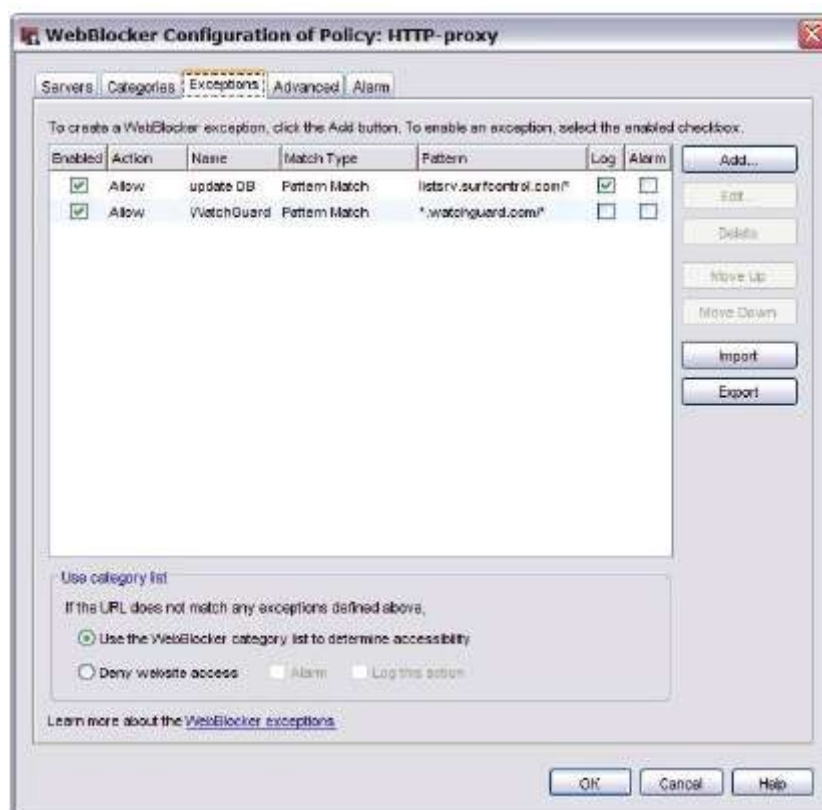 WebBlocker Configuration of Policy: HTTP-proxy
Servers Categories Exceptions Advanced Alarm
To create a WebBlocker exception, click the Add button. To enable an exception, select the enabled checkbox.
Enabled Action Name Match Type Pattern Log Alarm Add...
Allow update DB Pattern Match listsrv.surfcontrol.com/*
Edit...
Allow WatchGuard Pattern Match *.watchguard.com/*
Delete
Move Up
Move Down
Import
Export
Use category list
If the URL does not match any exceptions defined above,
Use the WebBlocker category list to determine accessibility
Deny website access Alarm Log this action
Learn more about the WebBlocker exceptions
OK Cancel Help